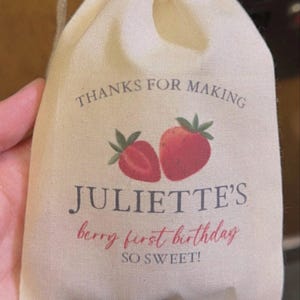 THANKS FOR MAKING
JULIETTE'S
berry first birthday
SO SWEET!